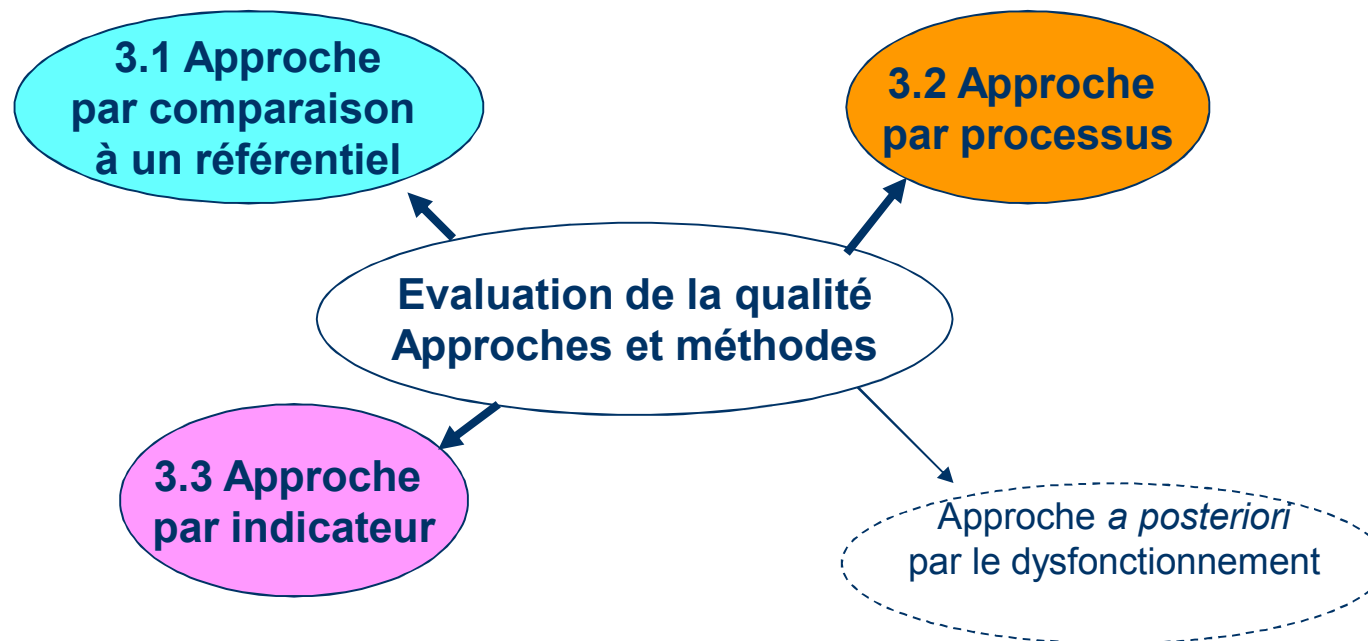 3.1 Approche
par comparaison
à un référentiel
3.2 Approche
par processus
Evaluation de la qualité
Approches et méthodes
3.3 Approche
par indicateur
Approche a posteriori
par le dysfonctionnement